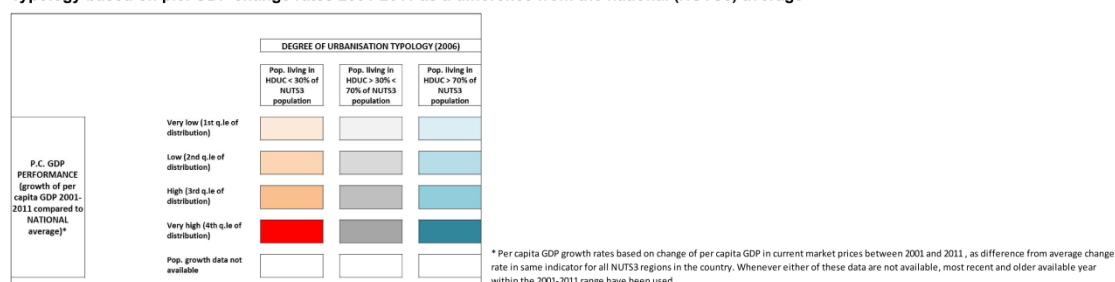 Typology based on p.c. GDP change rates 2001-2011 as a difference from the national (NUTS0) average
DEGREE OF URBANISATION TYPOLOGY (2006)
Pop. living in
HDUC < 30% of
NUTS3
population
Pop. living in
HDUC > 30% <
70% of NUTS3
population
Pop. living in
HDUC > 70% of
NUTS3
population
P.C. GDP
PERFORMANCE
(growth of per
capita GDP 2001-
2011 compared to
NATIONAL
average)*
Very low (1st q.le of
distribution)
Low (2nd q.le of
distribution)
High (3rd q.le of
distribution)
Very high (4th q.le of
distribution)
Pop. growth data not
available
* Per capita GDP growth rates based on change of per capita GDP in current market prices between 2001 and 2011 , as difference from average change
rate in same indicator for all NUTS3 regions in the country. Whenever either of these data are not available, most recent and older available year
within the 2001-2011 range have been used